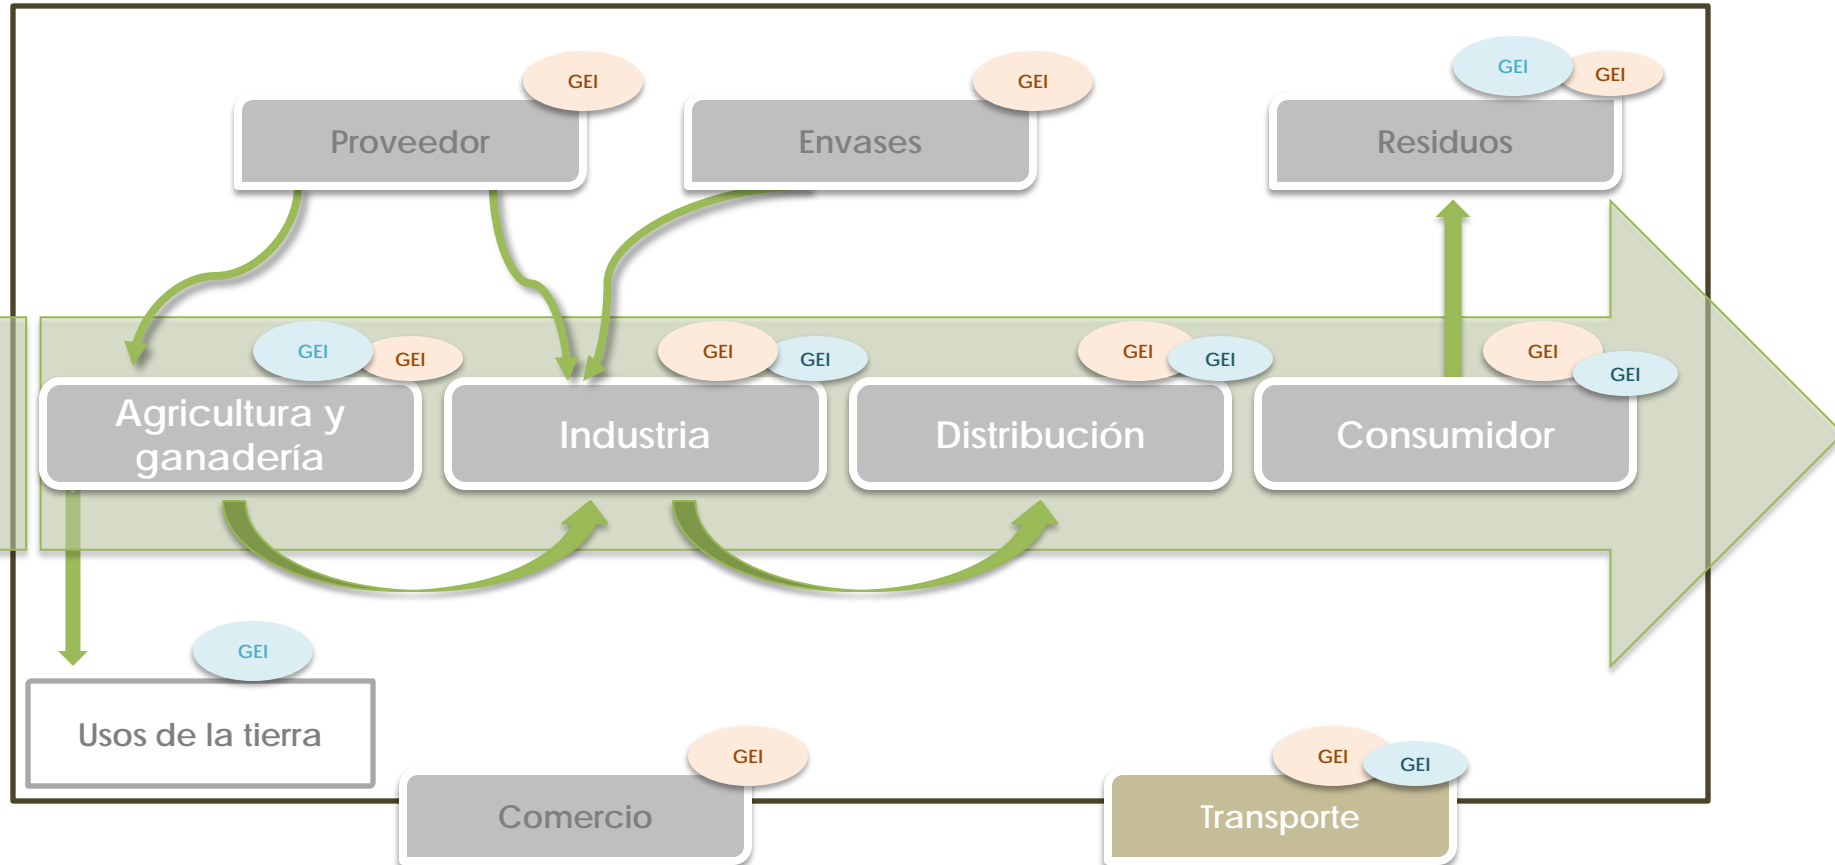 GEI
GEI
GEI
GEI
Proveedor
Envases
Residuos
GEI
GEI
GEI
GEI
GEI
GEI
GEI
GEI
Agricultura y
ganadería
Industria
Distribución
Consumidor
GEI
Usos de la tierra
GEI
GEI
GEI
Comercio
Transporte